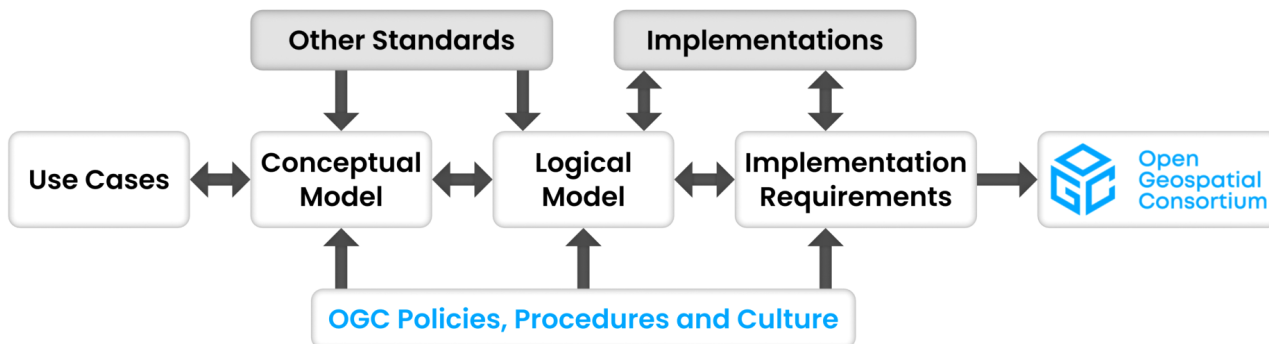 Other Standards
Implementations
Use Cases
Conceptual
Model
Logical
Model
Implementation
Requirements
OGC
Open
Geospatial
Consortium
OGC Policies, Procedures and Culture